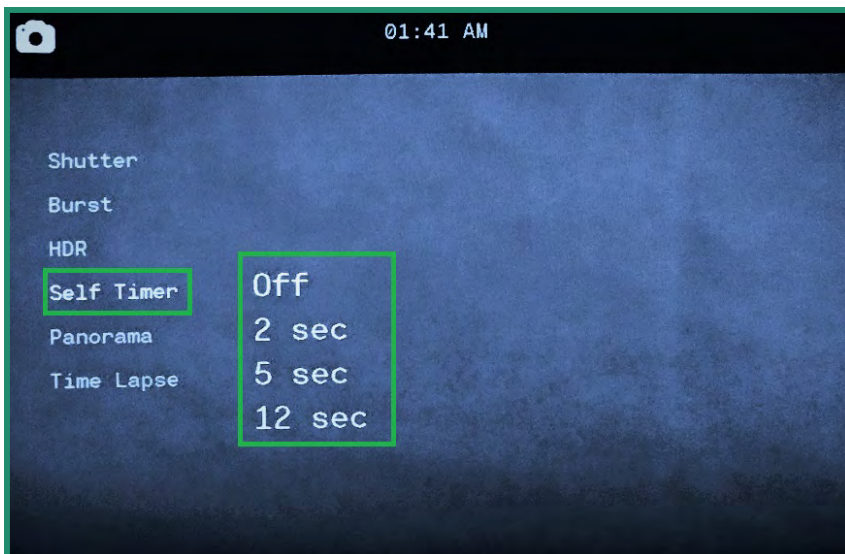 01:41 AM
Shutter
Burst
HDR
Self Timer
Panorama
Time Lapse
Off
2 sec
5 sec
12 sec